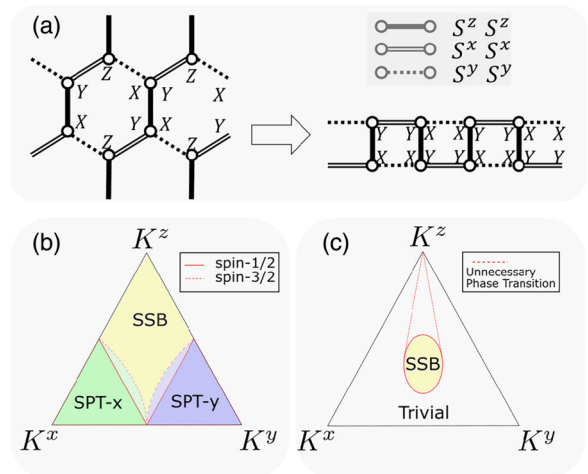 (a)
Z Z
Y X Y X
X Y X Y
Z Z
S^z S^z
S^x S^x
S^y S^y
Y Y X X Y Y X X
X X Y Y X X Y Y
(b)
K^z
spin-1/2
spin-3/2
SSB
SPT-x
SPT-y
K^x
K^y
(c)
K^z
Unnecessary
Phase Transition
SSB
Trivial
K^x
K^y